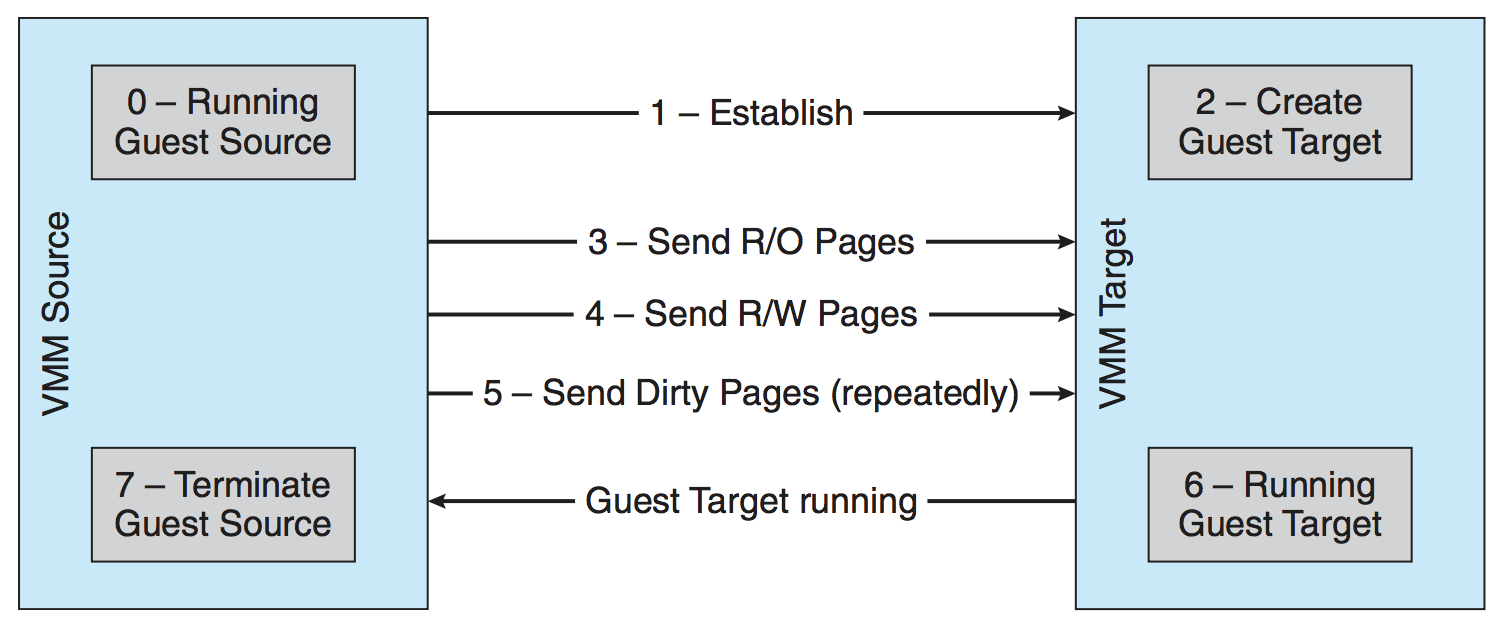 0 – Running
Guest Source
1 – Establish
2 – Create
Guest Target
VMM Source
3 – Send R/O Pages
4 – Send R/W Pages
5 – Send Dirty Pages (repeatedly)
VMM Target
7 – Terminate
Guest Source
Guest Target running
6 – Running
Guest Target